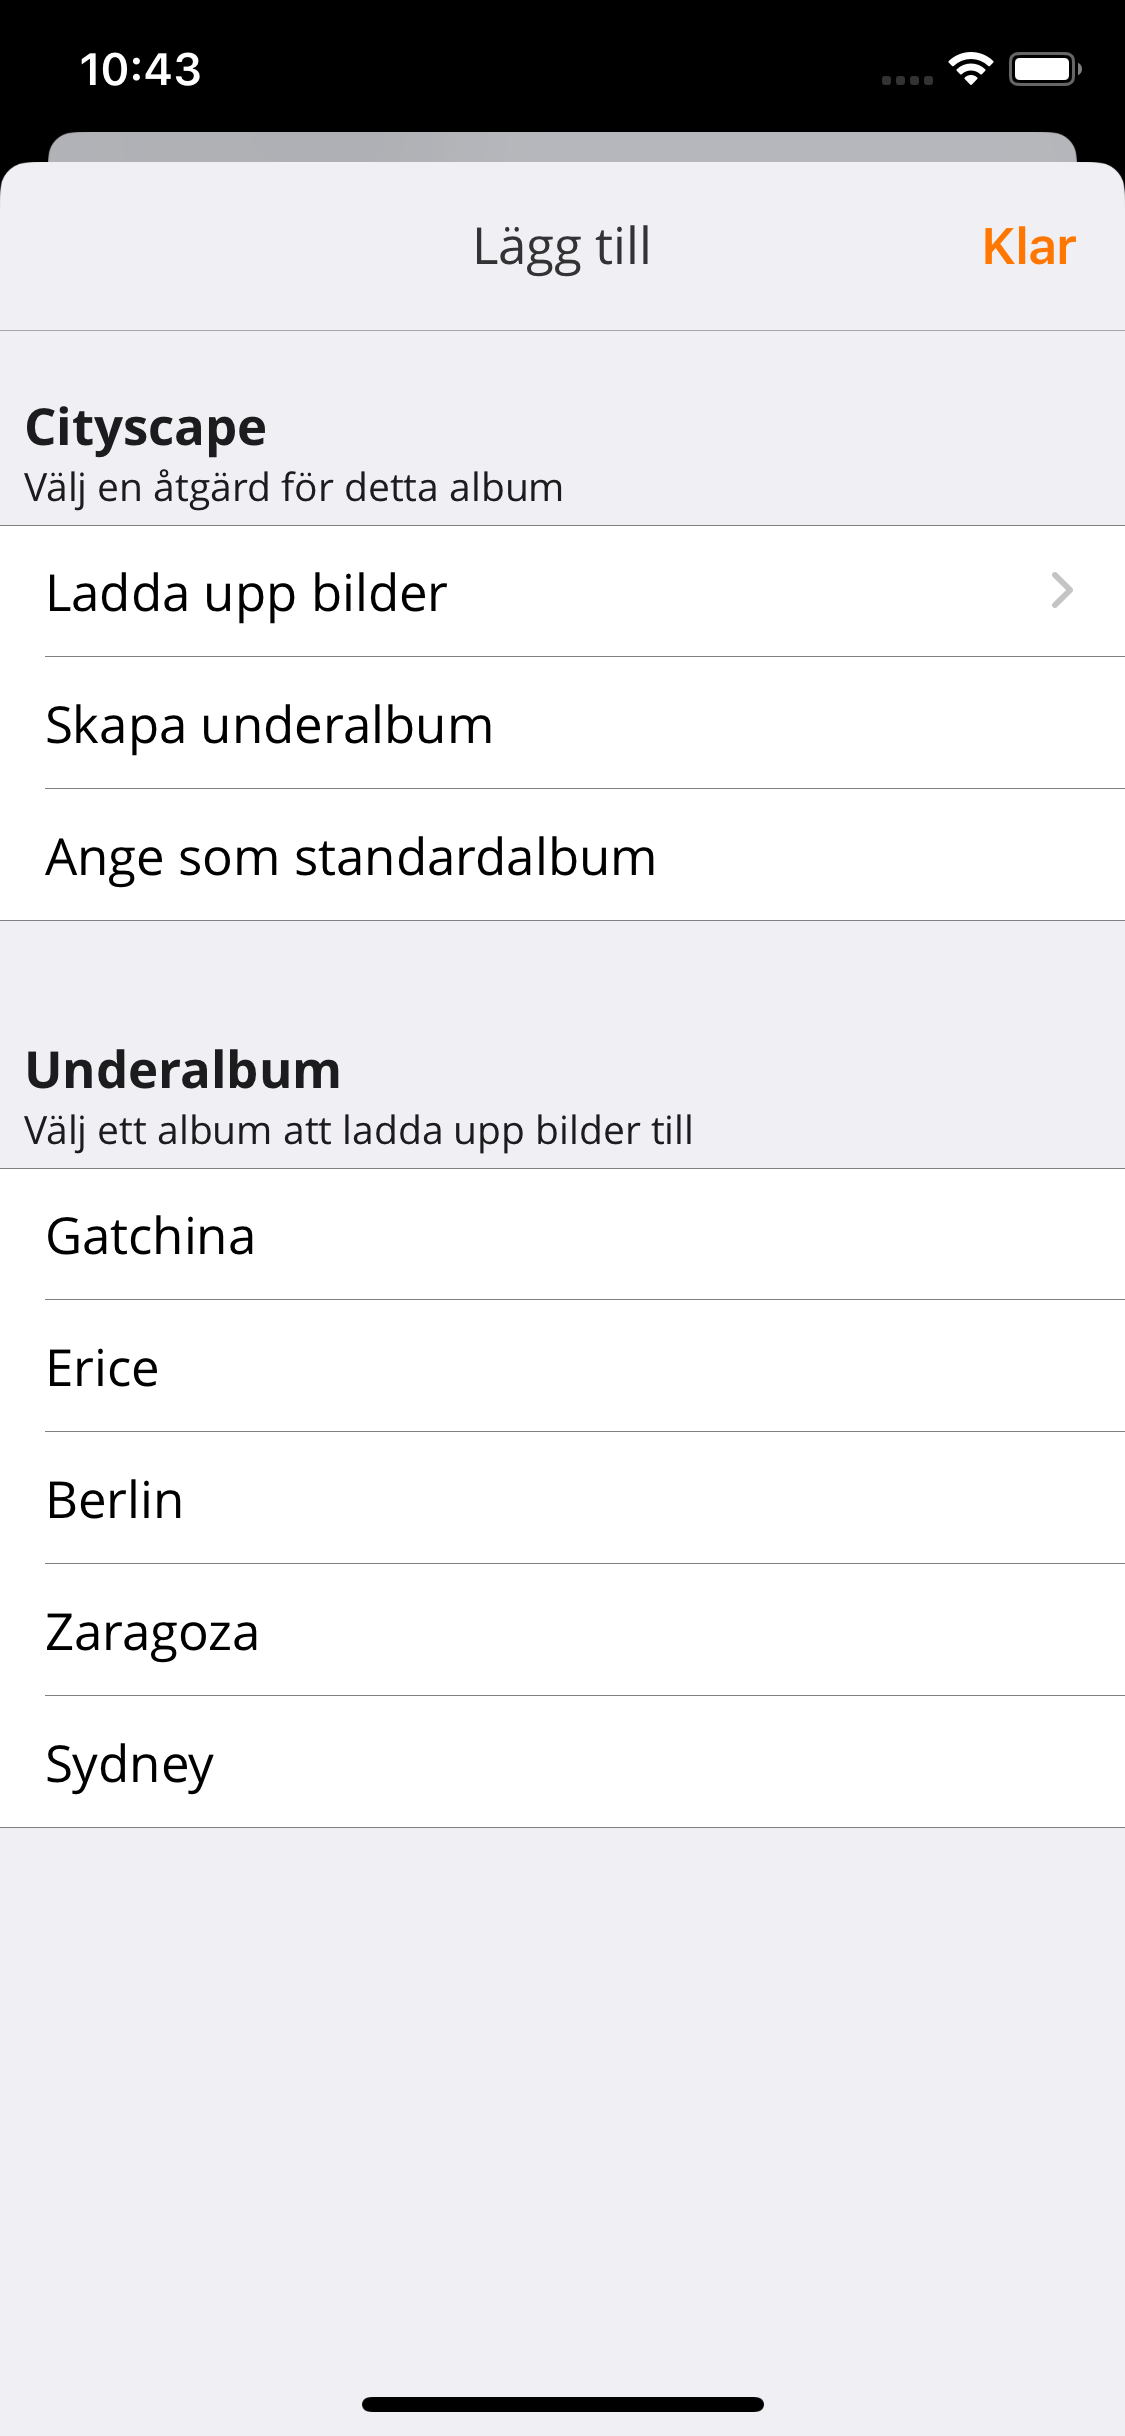 10:43
Lägg till
Klar
Cityscape
Välj en åtgärd för detta album
Ladda upp bilder
Skapa underalbum
Ange som standardalbum
Underalbum
Välj ett album att ladda upp bilder till
Gatchina
Erice
Berlin
Zaragoza
Sydney